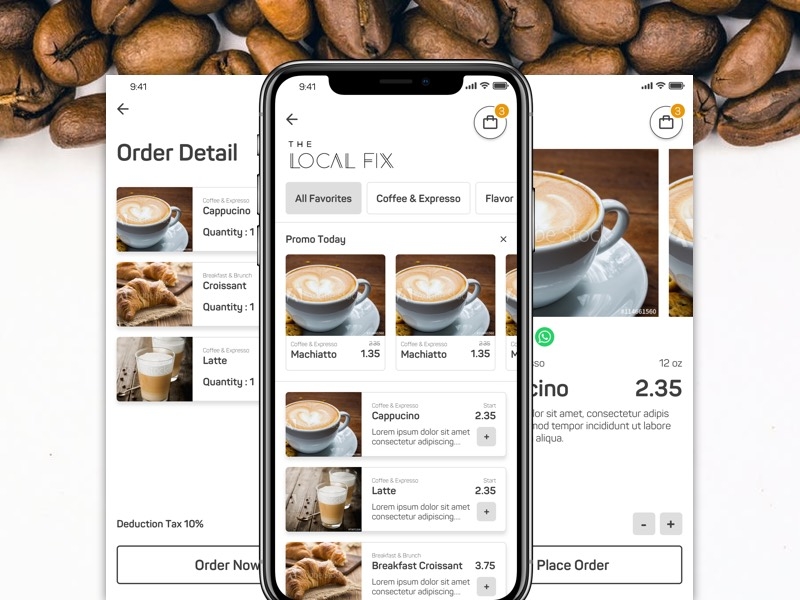 9:41
Order Detail
Coffee & Expresso
Cappucino
Quantity : 1
Breakfast & Brunch
Croissant
Quantity : 1
Coffee & Expresso
Latte
Quantity : 1
Deduction Tax 10%
Order Now
9:41
3
THE
LOCAL FIX
All Favorites
Coffee & Expresso
Flavor
Promo Today
×
Coffee & Expresso
2.35
Machiatto
1.35
Coffee & Expresso
2.35
Machiatto
1.35
M
Coffee & Expresso
Start
Cappucino
2.35
Lorem ipsum dolor sit amet
consectetur adipiscing...
+
Coffee & Expresso
Start
Latte
2.35
Lorem ipsum dolor sit amet
consectetur adipiscing...
+
Breakfast & Brunch
Breakfast Croissant
3.75
Lorem ipsum dolor sit amet
consectetur adipiscing...
+
3
#114661560
sso
12 oz
cino
2.35
lor sit amet, consectetur adipis
mod tempor incididunt ut labore
aliqua.
-
+
Place Order